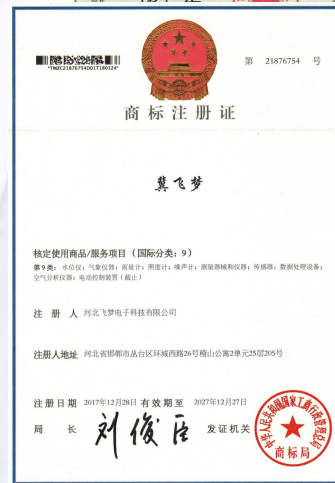 *TMZC21876754D01T180124*
第 21876754 号
商标注册证
冀飞梦
核定使用商品/服务项目（国际分类：9）
第9类：水位仪；气象仪器；雨量计；照度计；噪声计；测量器械和仪器；传感器；数据处理设备；
空气分析仪器；电动控制装置（截止）
注册人 河北飞梦电子科技有限公司
注册人地址 河北省邯郸市丛台区环城西路26号稽山公寓2单元25层205号
注册日期 2017年12月28日 有效期至 2027年12月27日
局长 刘俊臣 发证机关
中华人民共和国国家工商行政管理总局
商标局